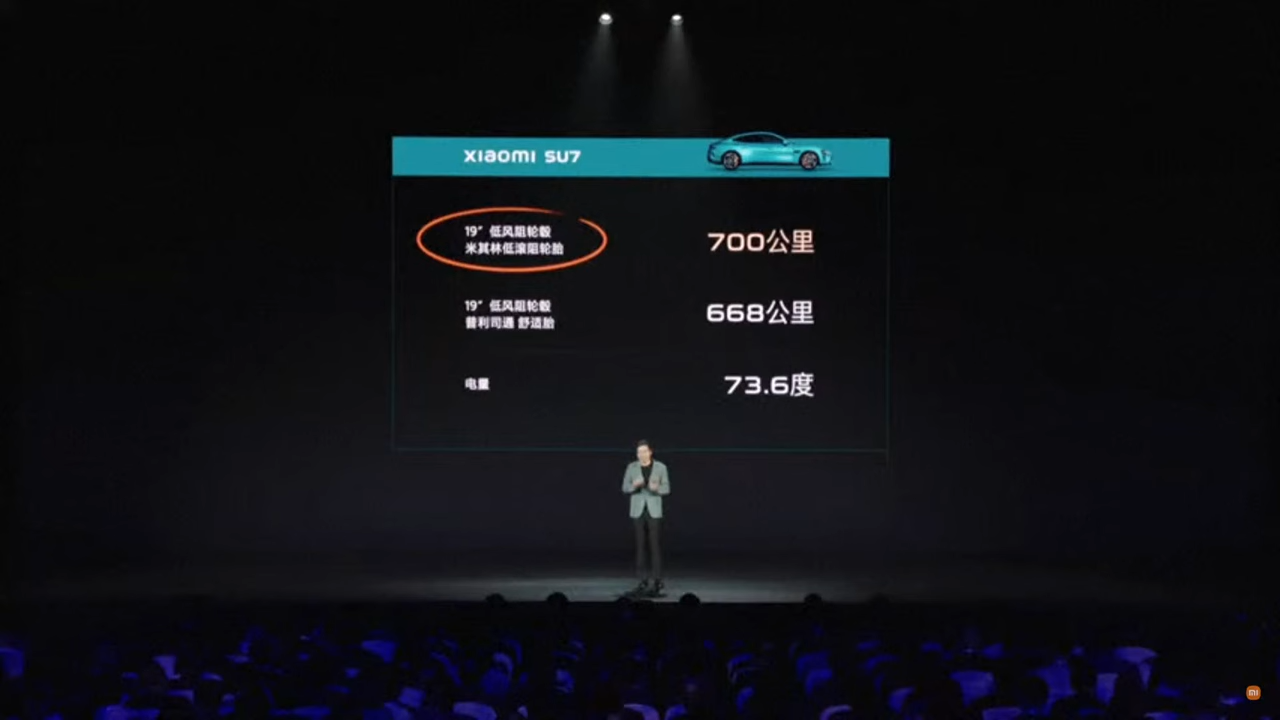 xiaomi SU7
19" 低风阻轮毂
米其林低滚阻轮胎
700公里
19" 低风阻轮毂
普利司通 舒适胎
668公里
电量
73.6度
mi